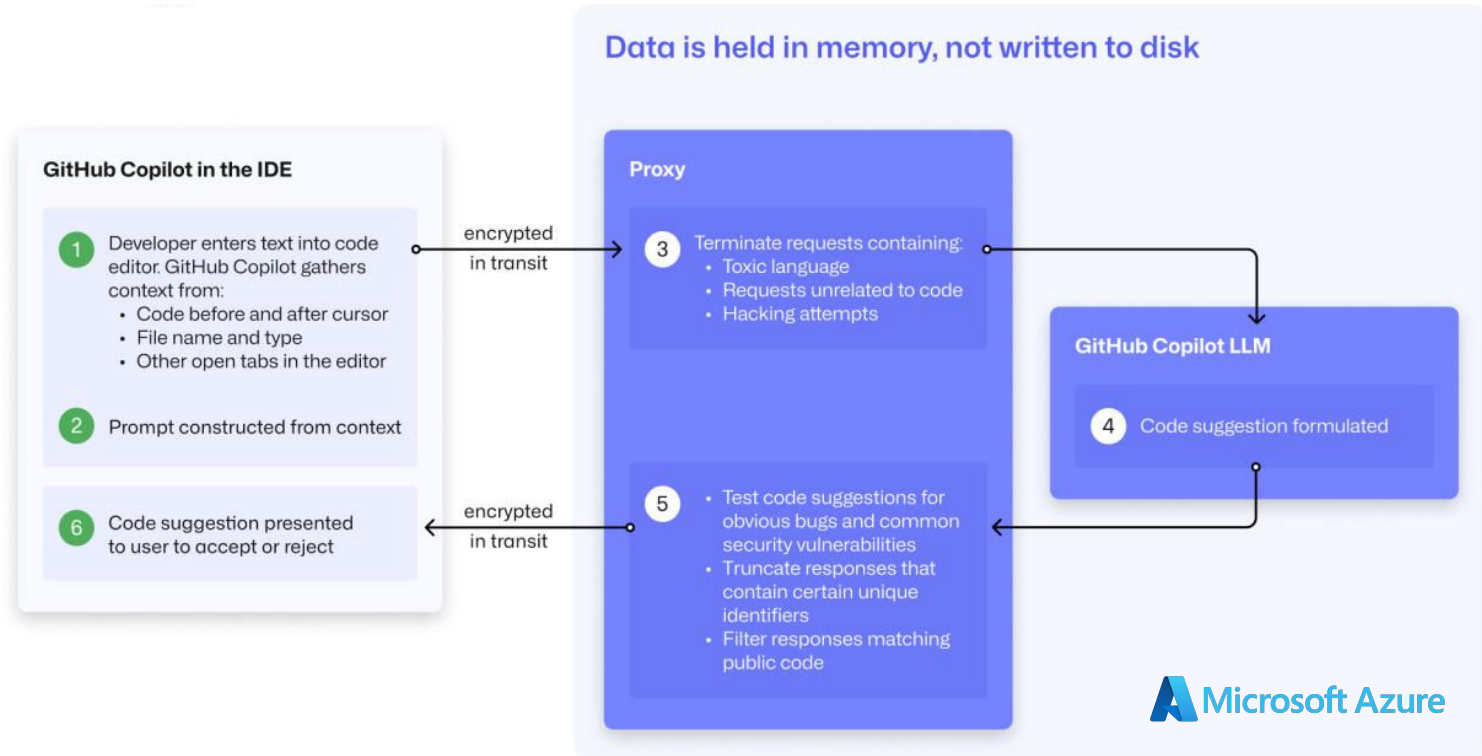 Data is held in memory, not written to disk
GitHub Copilot in the IDE
1
Developer enters text into code
editor. GitHub Copilot gathers
context from:
• Code before and after cursor
• File name and type
• Other open tabs in the editor
2
Prompt constructed from context
encrypted
in transit
Proxy
3
Terminate requests containing:
• Toxic language
• Requests unrelated to code
• Hacking attempts
GitHub Copilot LLM
4
Code suggestion formulated
5
• Test code suggestions for
obvious bugs and common
security vulnerabilities
• Truncate responses that
contain certain unique
identifiers
• Filter responses matching
public code
encrypted
in transit
6
Code suggestion presented
to user to accept or reject
Microsoft Azure